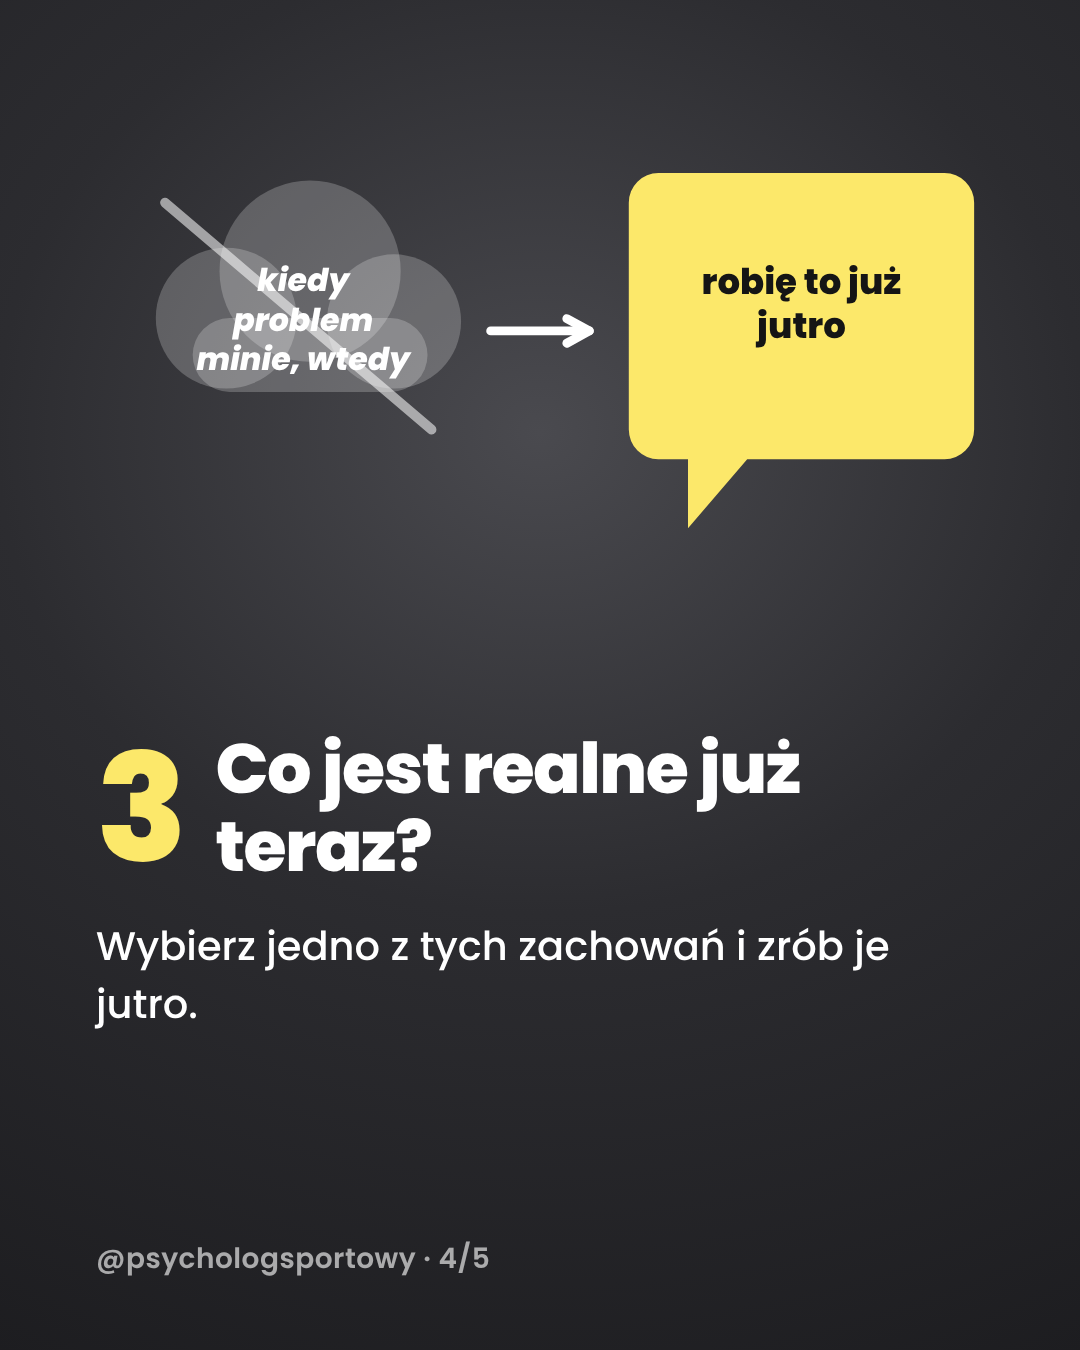 kiedy
problem
minie, wtedy
robię to już
jutro
3
Co jest realne już
teraz?
Wybierz jedno z tych zachowań i zrób je
jutro.
@psychologsportowy · 4/5